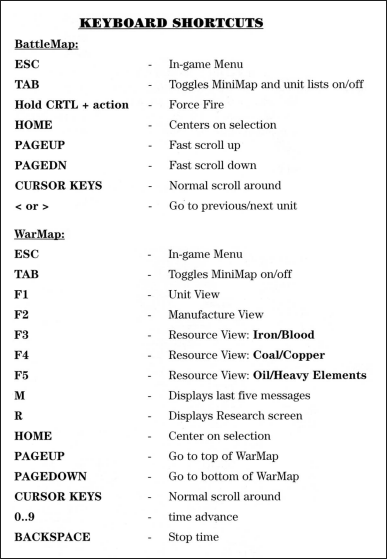 KEYBOARD SHORTCUTS
BattleMap:
ESC - In-game Menu
TAB - Toggles MiniMap and unit lists on/off
Hold CRTL + action - Force Fire
HOME - Centers on selection
PAGEUP - Fast scroll up
PAGEDN - Fast scroll down
CURSOR KEYS - Normal scroll around
< or > - Go to previous/next unit
WarMap:
ESC - In-game Menu
TAB - Toggles MiniMap on/off
F1 - Unit View
F2 - Manufacture View
F3 - Resource View: Iron/Blood
F4 - Resource View: Coal/Copper
F5 - Resource View: Oil/Heavy Elements
M - Displays last five messages
R - Displays Research screen
HOME - Center on selection
PAGEUP - Go to top of WarMap
PAGEDOWN - Go to bottom of WarMap
CURSOR KEYS - Normal scroll around
0..9 - time advance
BACKSPACE - Stop time